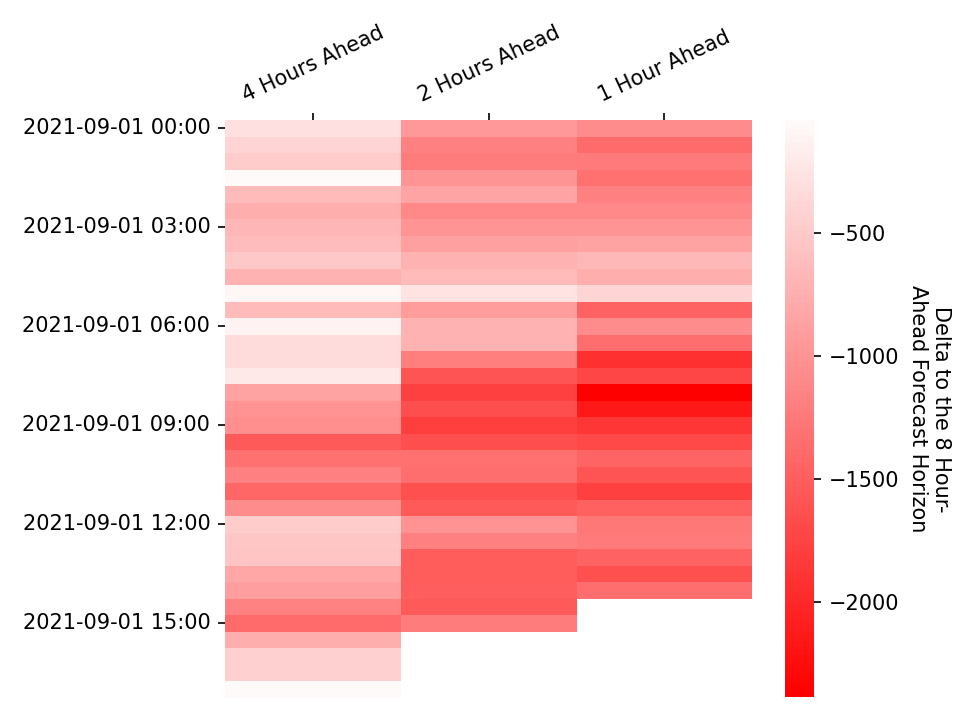 4 Hours Ahead
2 Hours Ahead
1 Hour Ahead
2021-09-01 00:00
2021-09-01 03:00
2021-09-01 06:00
2021-09-01 09:00
2021-09-01 12:00
2021-09-01 15:00
−500
−1000
−1500
−2000
Delta to the 8 Hour-
Ahead Forecast Horizon